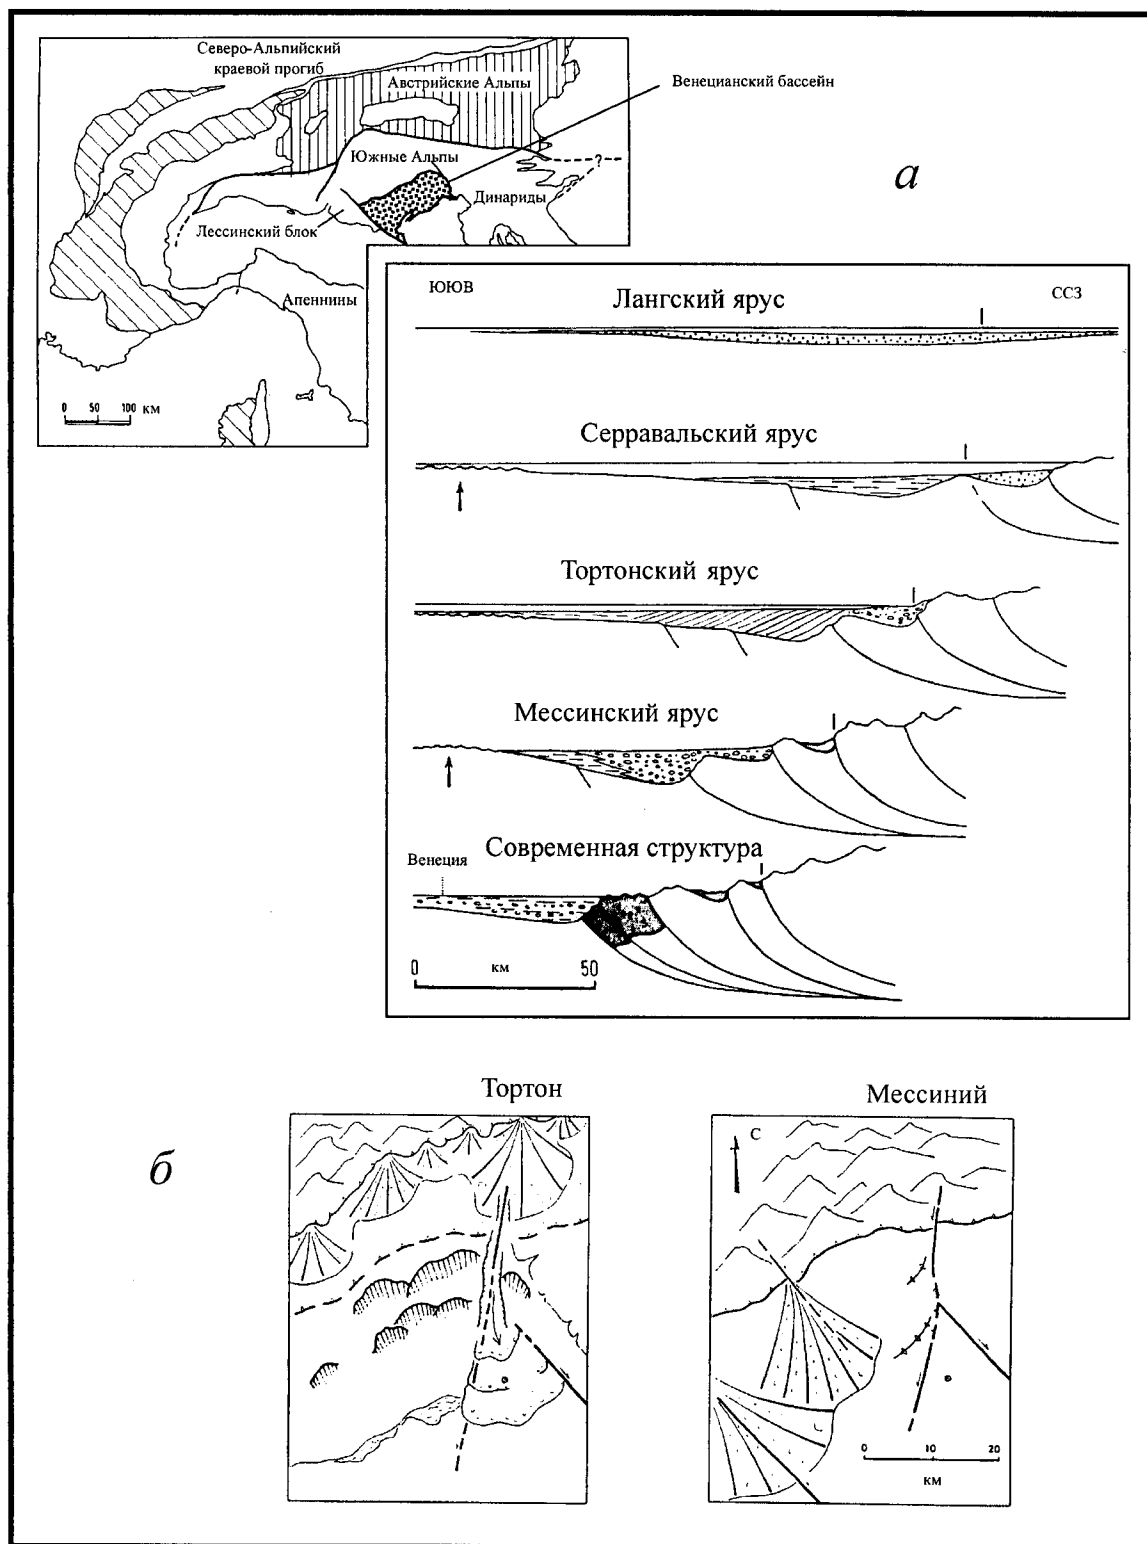 Северо-Альпийский
краевой прогиб
Австрийские Альпы
Венецианский бассейн
Южные Альпы
?
Динариды
Лессинский блок
Апеннины
0 50 100 км
а
ЮЮВ
ССЗ
Лангский ярус
Серравальский ярус
Тортонский ярус
Мессинский ярус
Современная структура
Венеция
0 км 50
б
Тортон
Мессиний
С
0 10 20
км